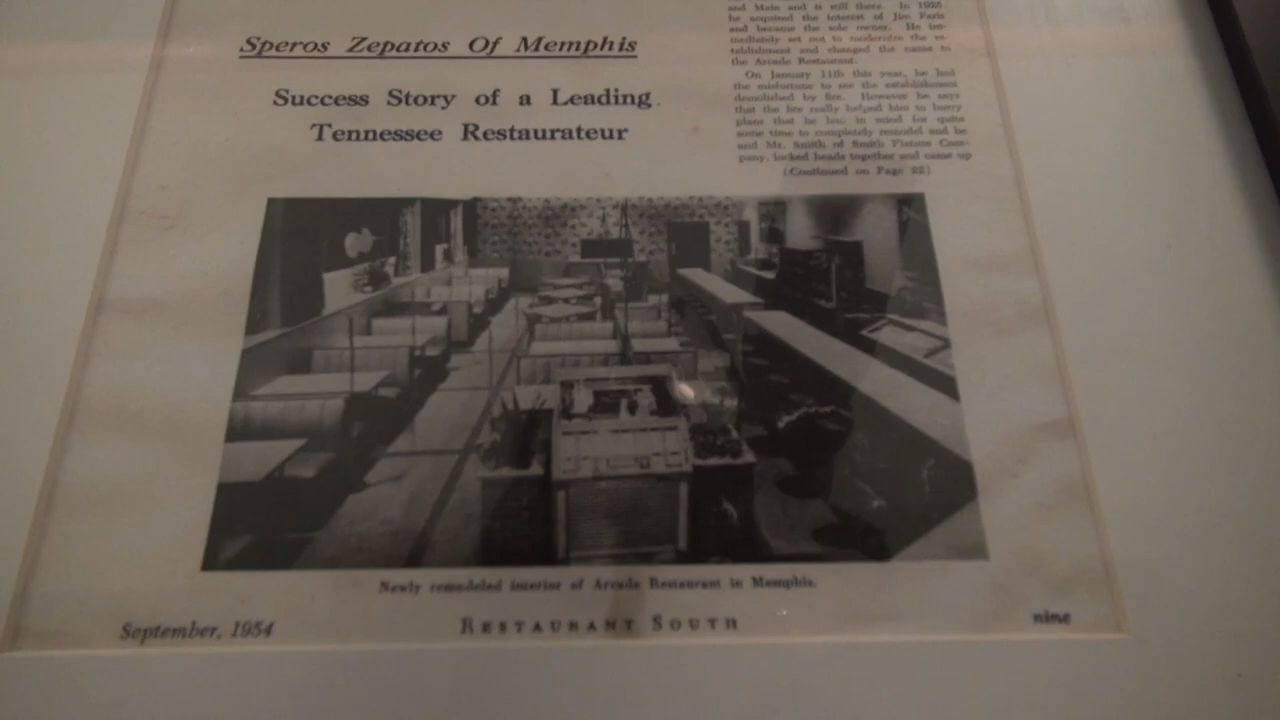 Speros Zepatos Of Memphis
Success Story of a Leading
Tennessee Restaurateur
and Main and is still there. In 1925
he acquired the interest of Jim Paris
and became the sole owner. He im-
mediately set out to modernize the es-
tablishment and changed the name to
the Arcade Restaurant.
On January 11th this year, he had
the misfortune to see the establishment
demolished by fire. However he says
that the fire really helped him to hurry
plans that he had in mind for quite
some time to completely remodel and he
and Mr. Smith of Smith Fixture Com-
pany, locked heads together and came up
(Continued on Page 22)
Newly remodeled interior of Arcade Restaurant in Memphis.
September, 1954
RESTAURANT SOUTH
nine